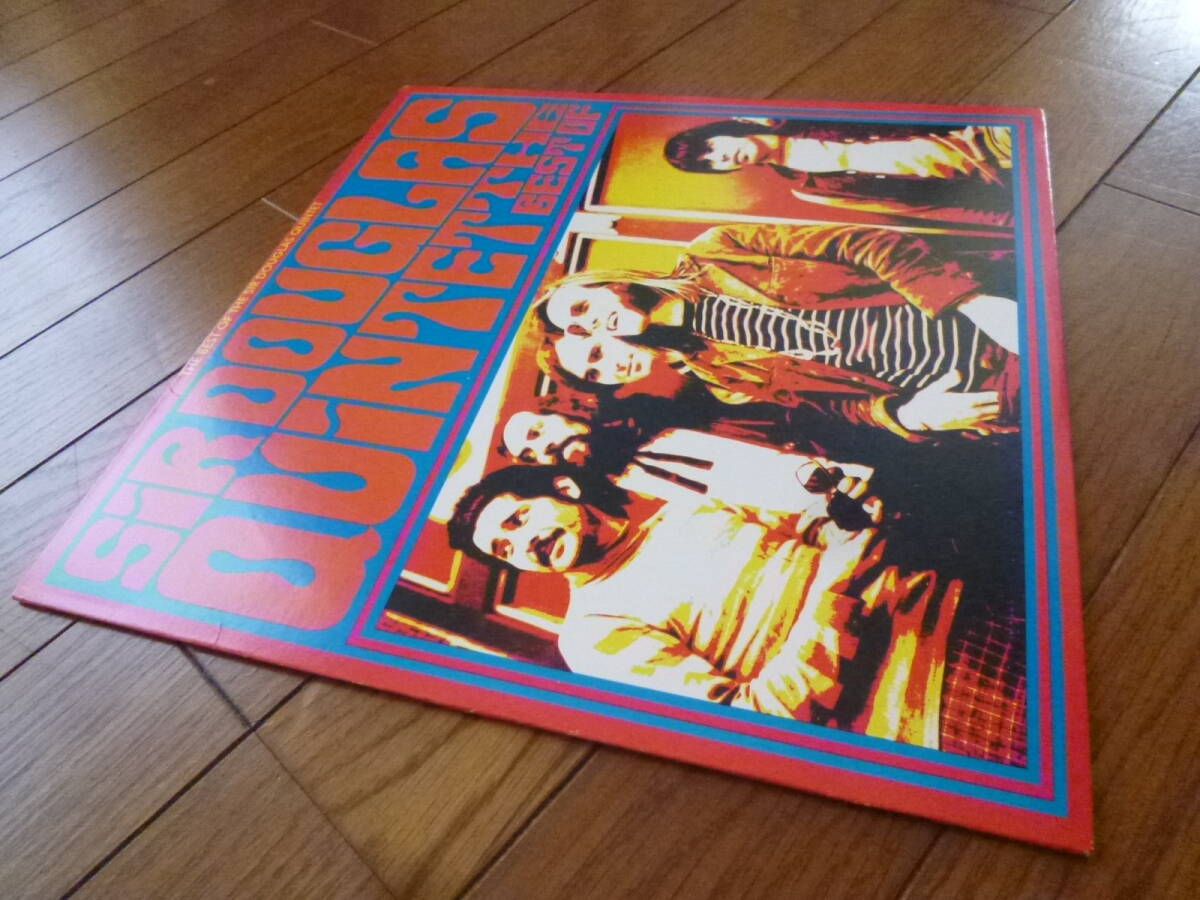 THE BEST OF THE SIR DOUGLAS QUINTET
SIR DOUGLAS
QUINTET THE
BEST OF